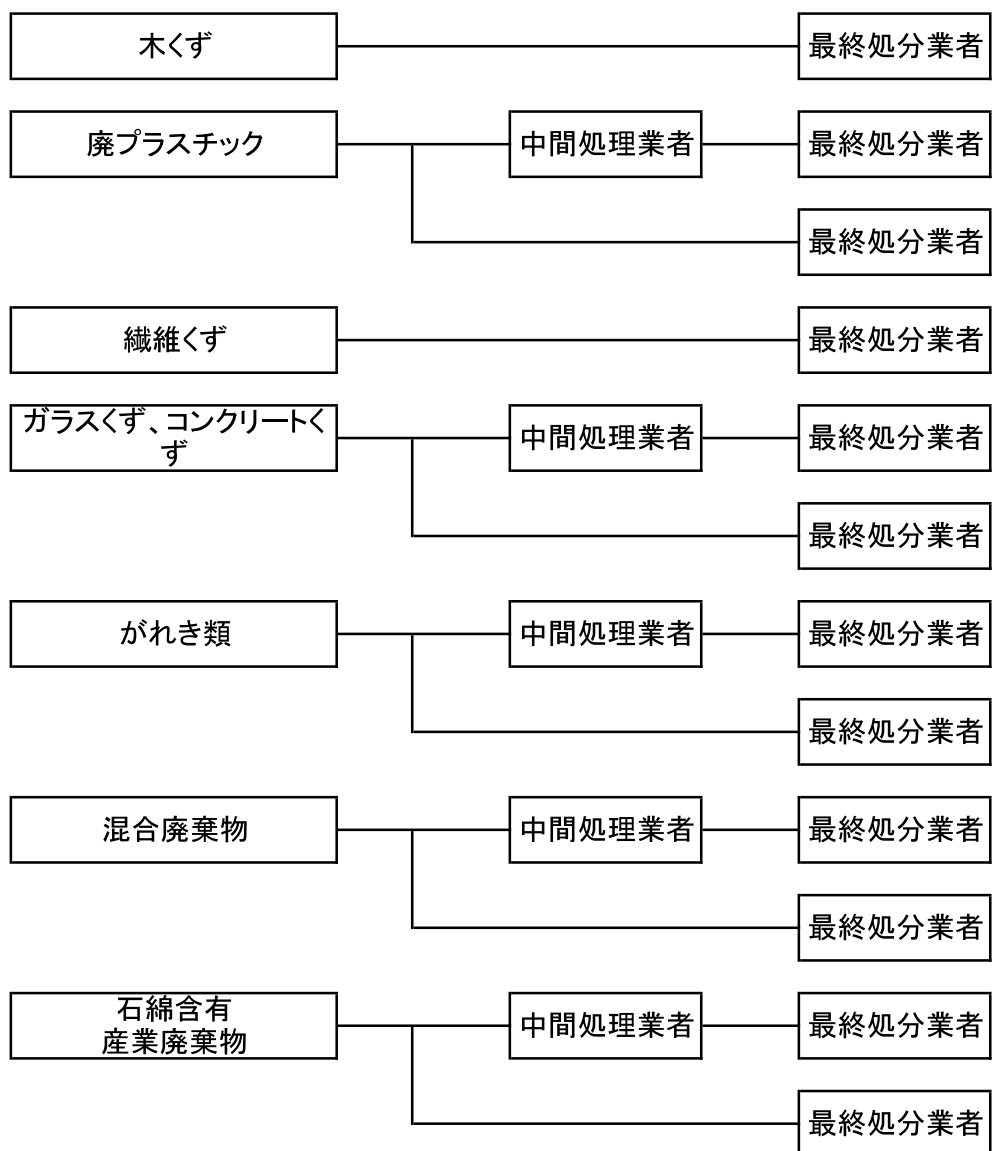 木くず
最終処分業者
廃プラスチック
中間処理業者
最終処分業者
最終処分業者
繊維くず
最終処分業者
ガラスくず、コンクリートく
ず
中間処理業者
最終処分業者
最終処分業者
がれき類
中間処理業者
最終処分業者
最終処分業者
混合廃棄物
中間処理業者
最終処分業者
最終処分業者
石綿含有
産業廃棄物
中間処理業者
最終処分業者
最終処分業者